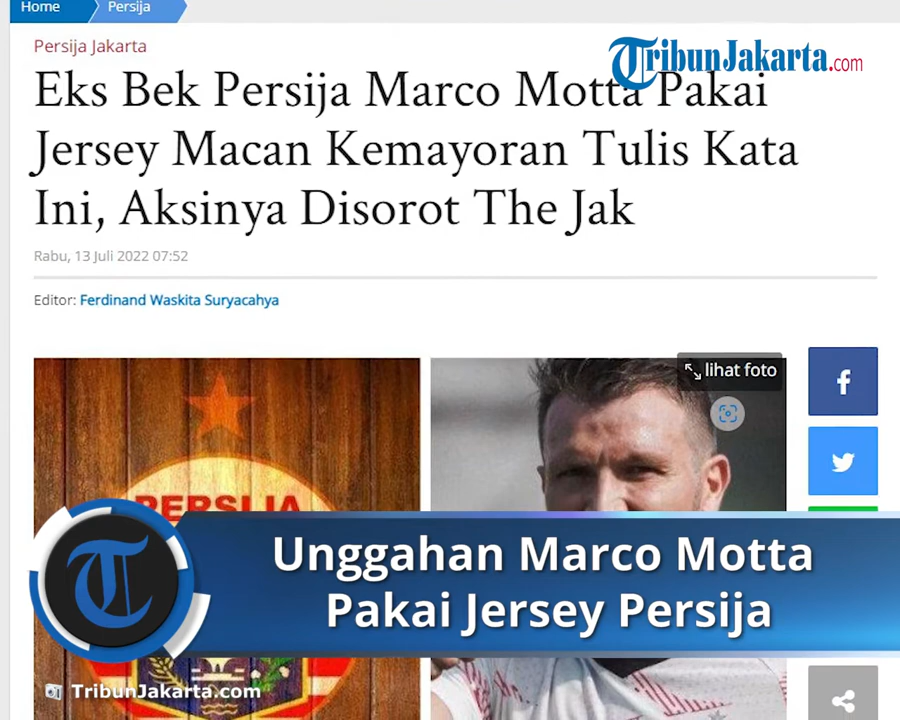 Home
Persija
Persija Jakarta
TribunJakarta.com
Eks Bek Persija Marco Motta Pakai
Jersey Macan Kemayoran Tulis Kata
Ini, Aksinya Disorot The Jak
Rabu, 13 Juli 2022 07:52
Editor: Ferdinand Waskita Suryacahya
lihat foto
PERSIJA
Unggahan Marco Motta
Pakai Jersey Persija
T
TribunJakarta.com